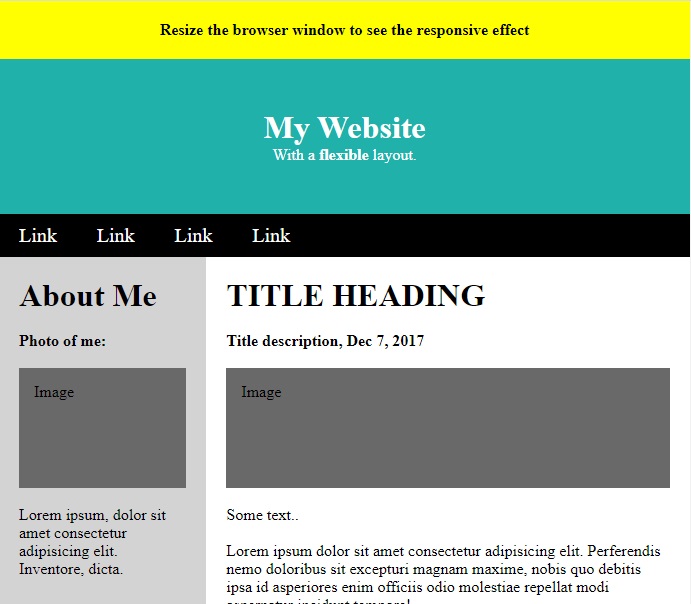 Resize the browser window to see the responsive effect
My Website
With a flexible layout.
Link Link Link Link
About Me
Photo of me:
Image
Lorem ipsum, dolor sit
amet consectetur
adipisicing elit.
Inventore, dicta.
TITLE HEADING
Title description, Dec 7, 2017
Image
Some text..
Lorem ipsum dolor sit amet consectetur adipisicing elit. Perferendis
nemo doloribus sit excepturi magnam maxime, nobis quo debitis
ipsa id asperiores enim officiis odio molestiae repellat modi
aspernatur incidunt tempore!